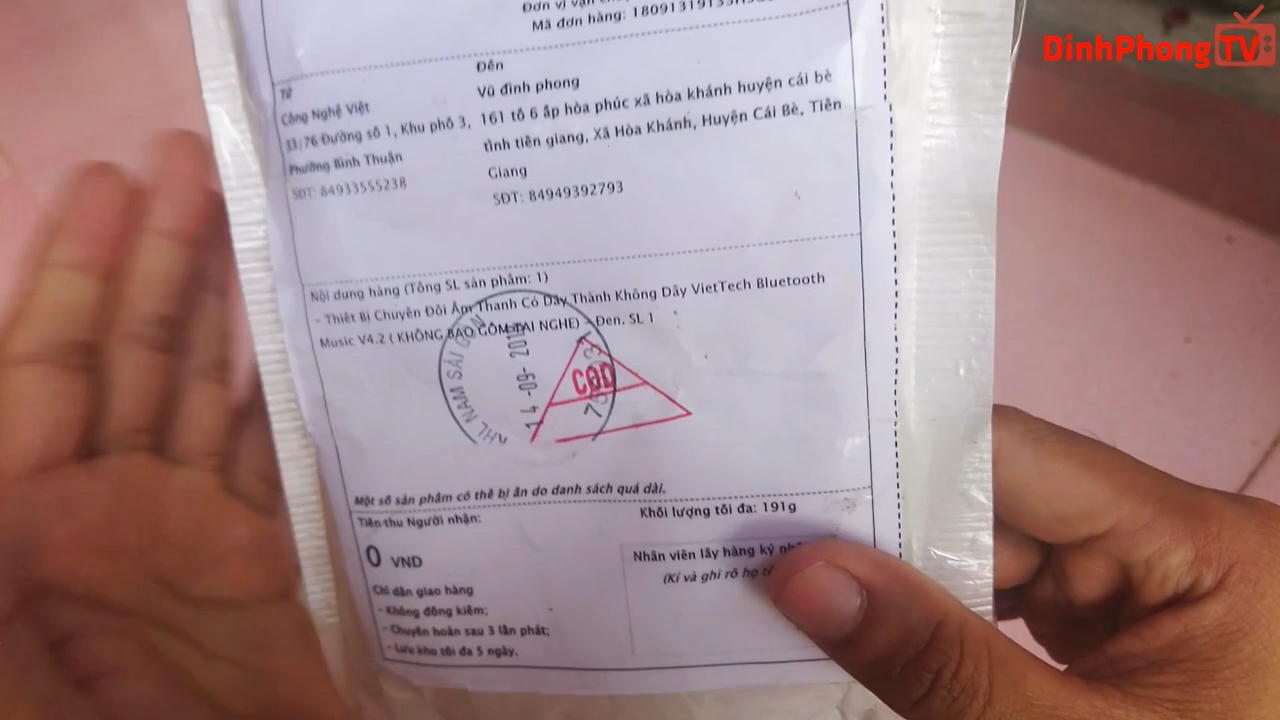 DinhPhongTV
Đơn vị vận
Mã đơn hàng:
Từ
Công Nghệ Việt
33/76 Đường số 1, Khu phố 3,
Phường Bình Thuận
SĐT: 84933555238
Đến
Vũ đình phong
161 tổ 6 ấp hòa phúc xã hòa khánh huyện cái bè
tỉnh tiền giang, Xã Hòa Khánh, Huyện Cái Bè, Tiền
Giang
SĐT: 84949392793
Nội dung hàng (Tổng SL sản phẩm: 1)
- Thiết Bị Chuyển Đổi Âm Thanh Có Dây Thành Không Dây VietTech Bluetooth
Music V4.2 ( KHÔNG BAO GỒM TAI NGHE) - Đen. SL 1
NAM SÀI
14 -09-
COD
Một số sản phẩm có thể bị ẩn do danh sách quá dài.
Tiền thu Người nhận:
0 VND
Khối lượng tối đa: 191g
Nhân viên lấy hàng ký
(Kí và ghi rõ họ
Chỉ dẫn giao hàng
- Không đồng kiểm;
- Chuyển hoàn sau 3 lần phát;
- Lưu kho tối đa 5 ngày.